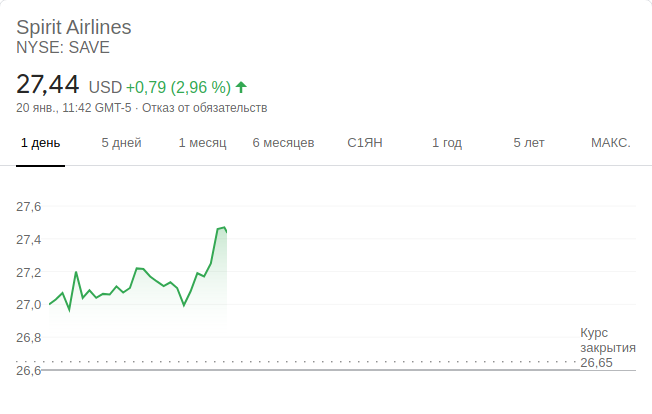 Spirit Airlines
NYSE: SAVE
27,44 USD +0,79 (2,96 %)
20 янв., 11:42 GMT-5 · Отказ от обязательств
1 день 5 дней 1 месяц 6 месяцев С1ЯН 1 год 5 лет МАКС.
27,6
27,4
27,2
27,0
26,8
26,6
Курс
закрытия
26,65